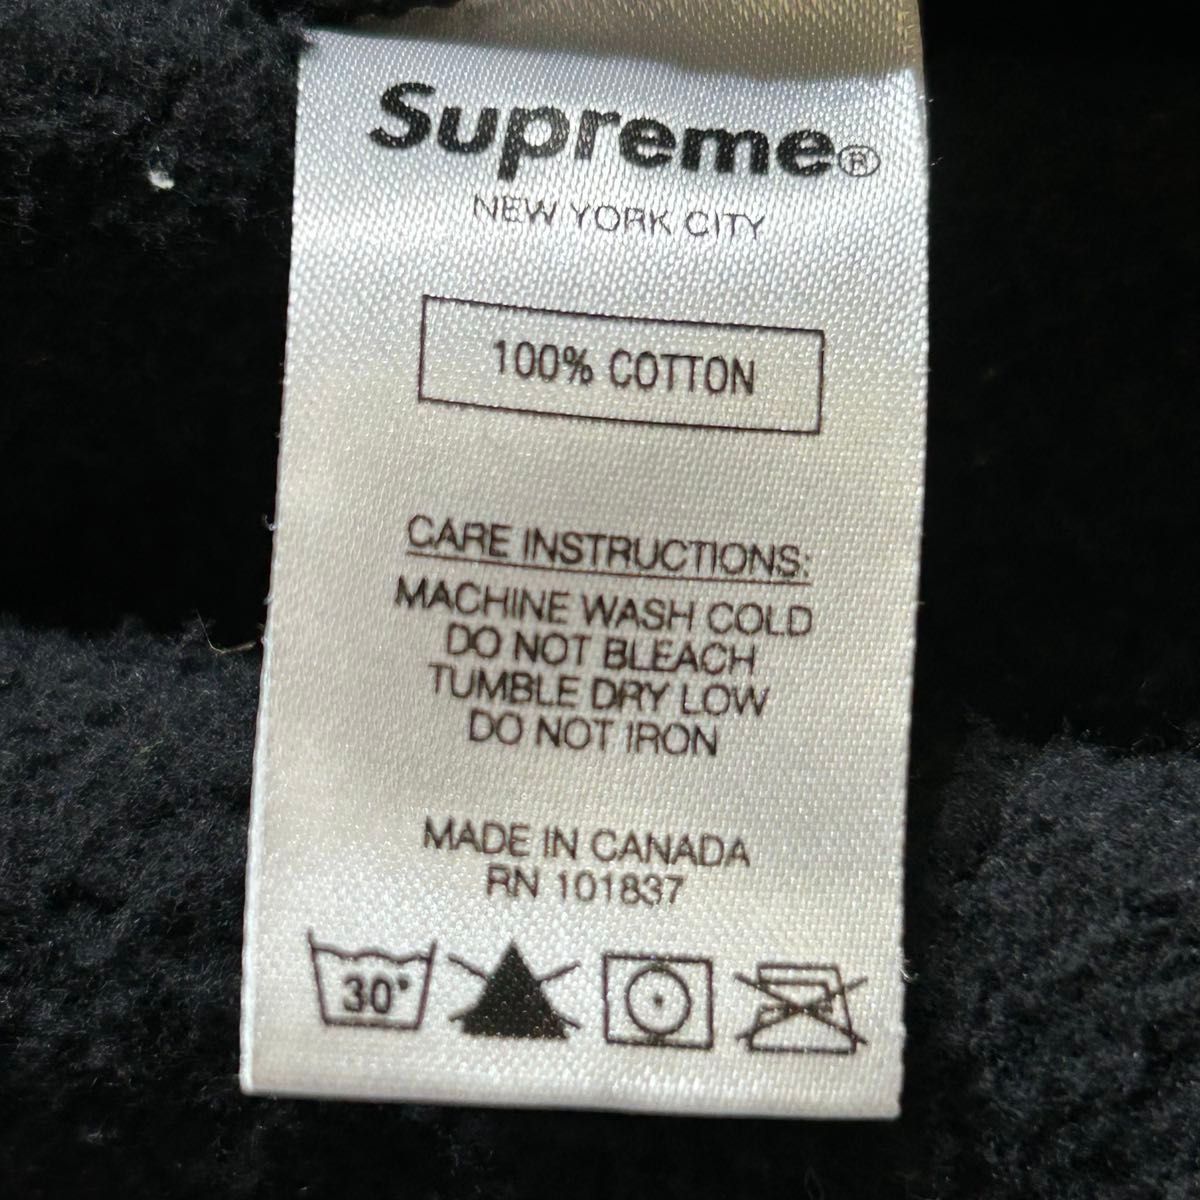 Supreme®
NEW YORK CITY
100% COTTON
CARE INSTRUCTIONS:
MACHINE WASH COLD
DO NOT BLEACH
TUMBLE DRY LOW
DO NOT IRON
MADE IN CANADA
RN 101837
30°